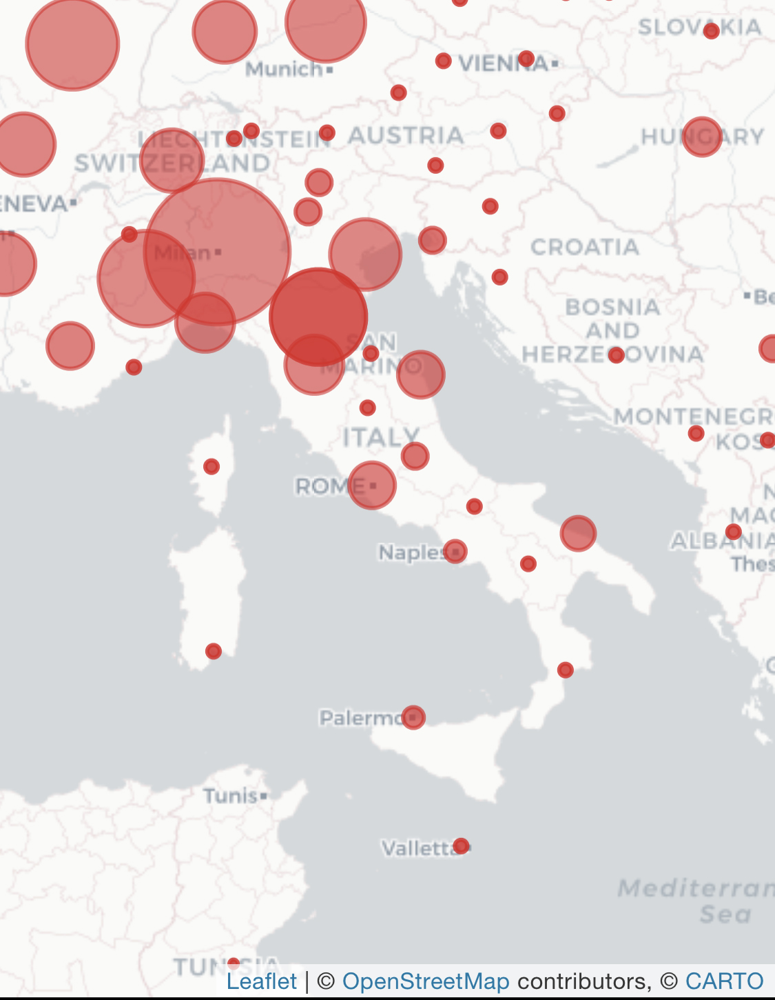 SLOVAKIA
Munich
VIENNA
LIECHTENSTEIN
AUSTRIA
HUNGARY
SWITZERLAND
ENEVA
Milan
CROATIA
Be
BOSNIA
AND
HERZEGOVINA
SAN
MARINO
MONTENEGR
ITALY
KOS
ROME
N
MAC
ALBANIA
Naples
Thes
G
Palermo
Tunis
Valletta
Mediterran
Sea
TUNISIA
Leaflet | © OpenStreetMap contributors, © CARTO